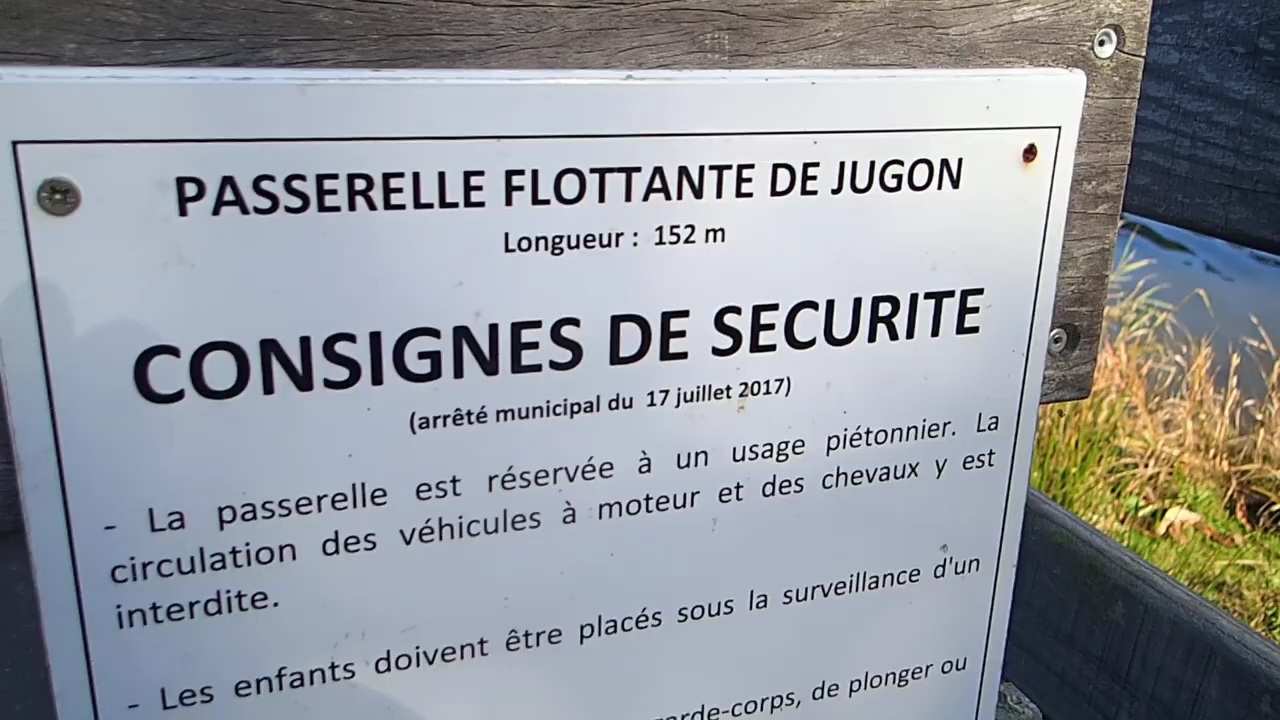 PASSERELLE FLOTTANTE DE JUGON
Longueur : 152 m
CONSIGNES DE SECURITE
(arrêté municipal du 17 juillet 2017)
- La passerelle est réservée à un usage piétonnier. La
circulation des véhicules à moteur et des chevaux y est
interdite.
- Les enfants doivent être placés sous la surveillance d'un
de plonger ou